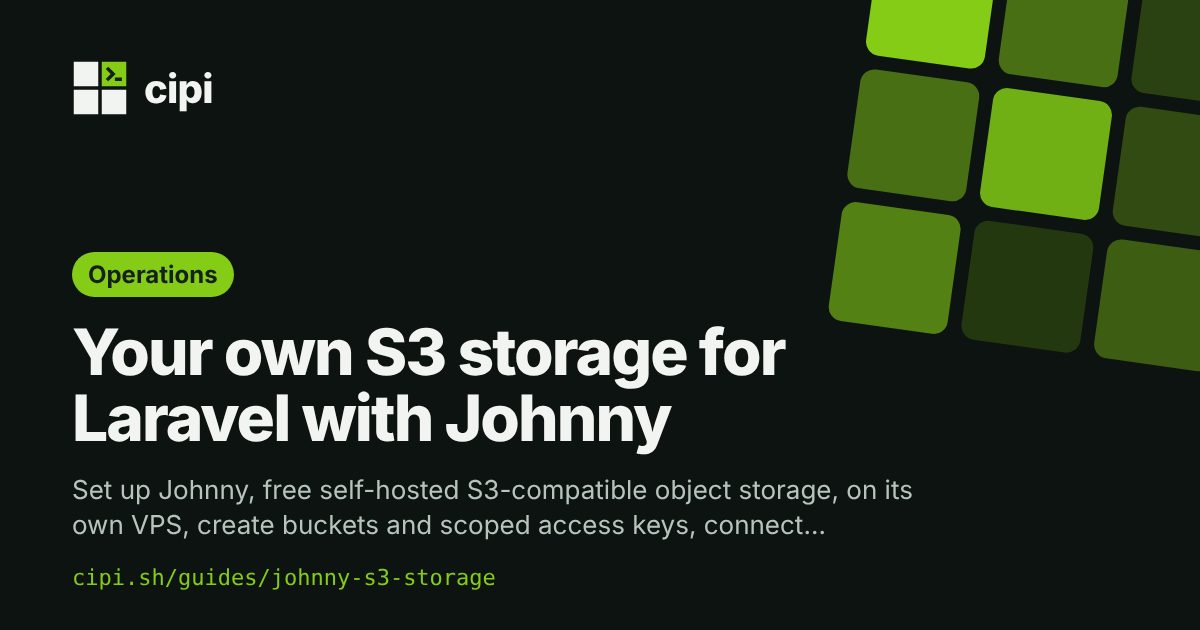 cipi
Operations
Your own S3 storage for
Laravel with Johnny
Set up Johnny, free self-hosted S3-compatible object storage, on its
own VPS, create buckets and scoped access keys, connect...
cipi.sh/guides/johnny-s3-storage